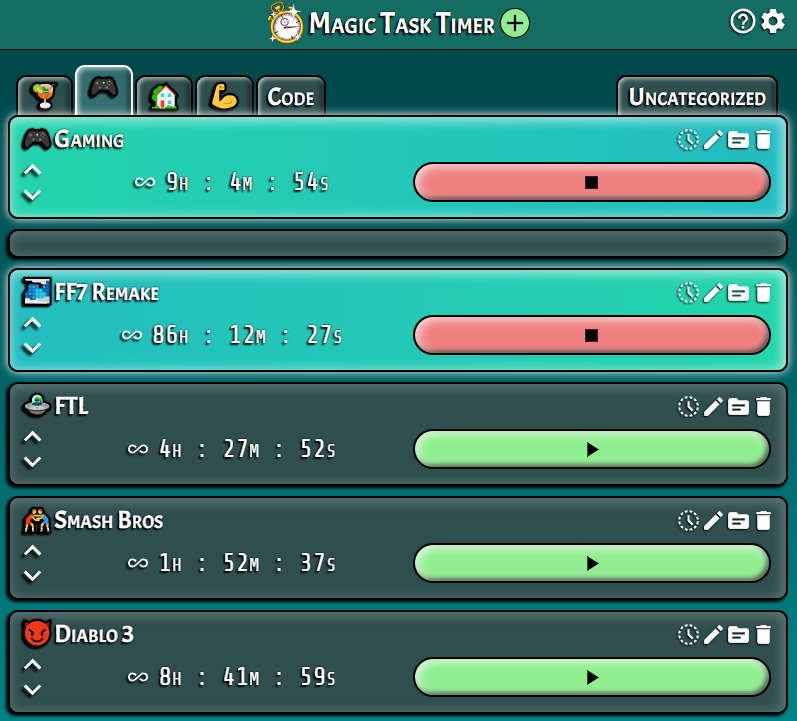 Magic Task Timer
Code
Uncategorized
Gaming
∞ 9h : 4m : 54s
FF7 Remake
∞ 86h : 12m : 27s
FTL
∞ 4h : 27m : 52s
Smash Bros
∞ 1h : 52m : 37s
Diablo 3
∞ 8h : 41m : 59s